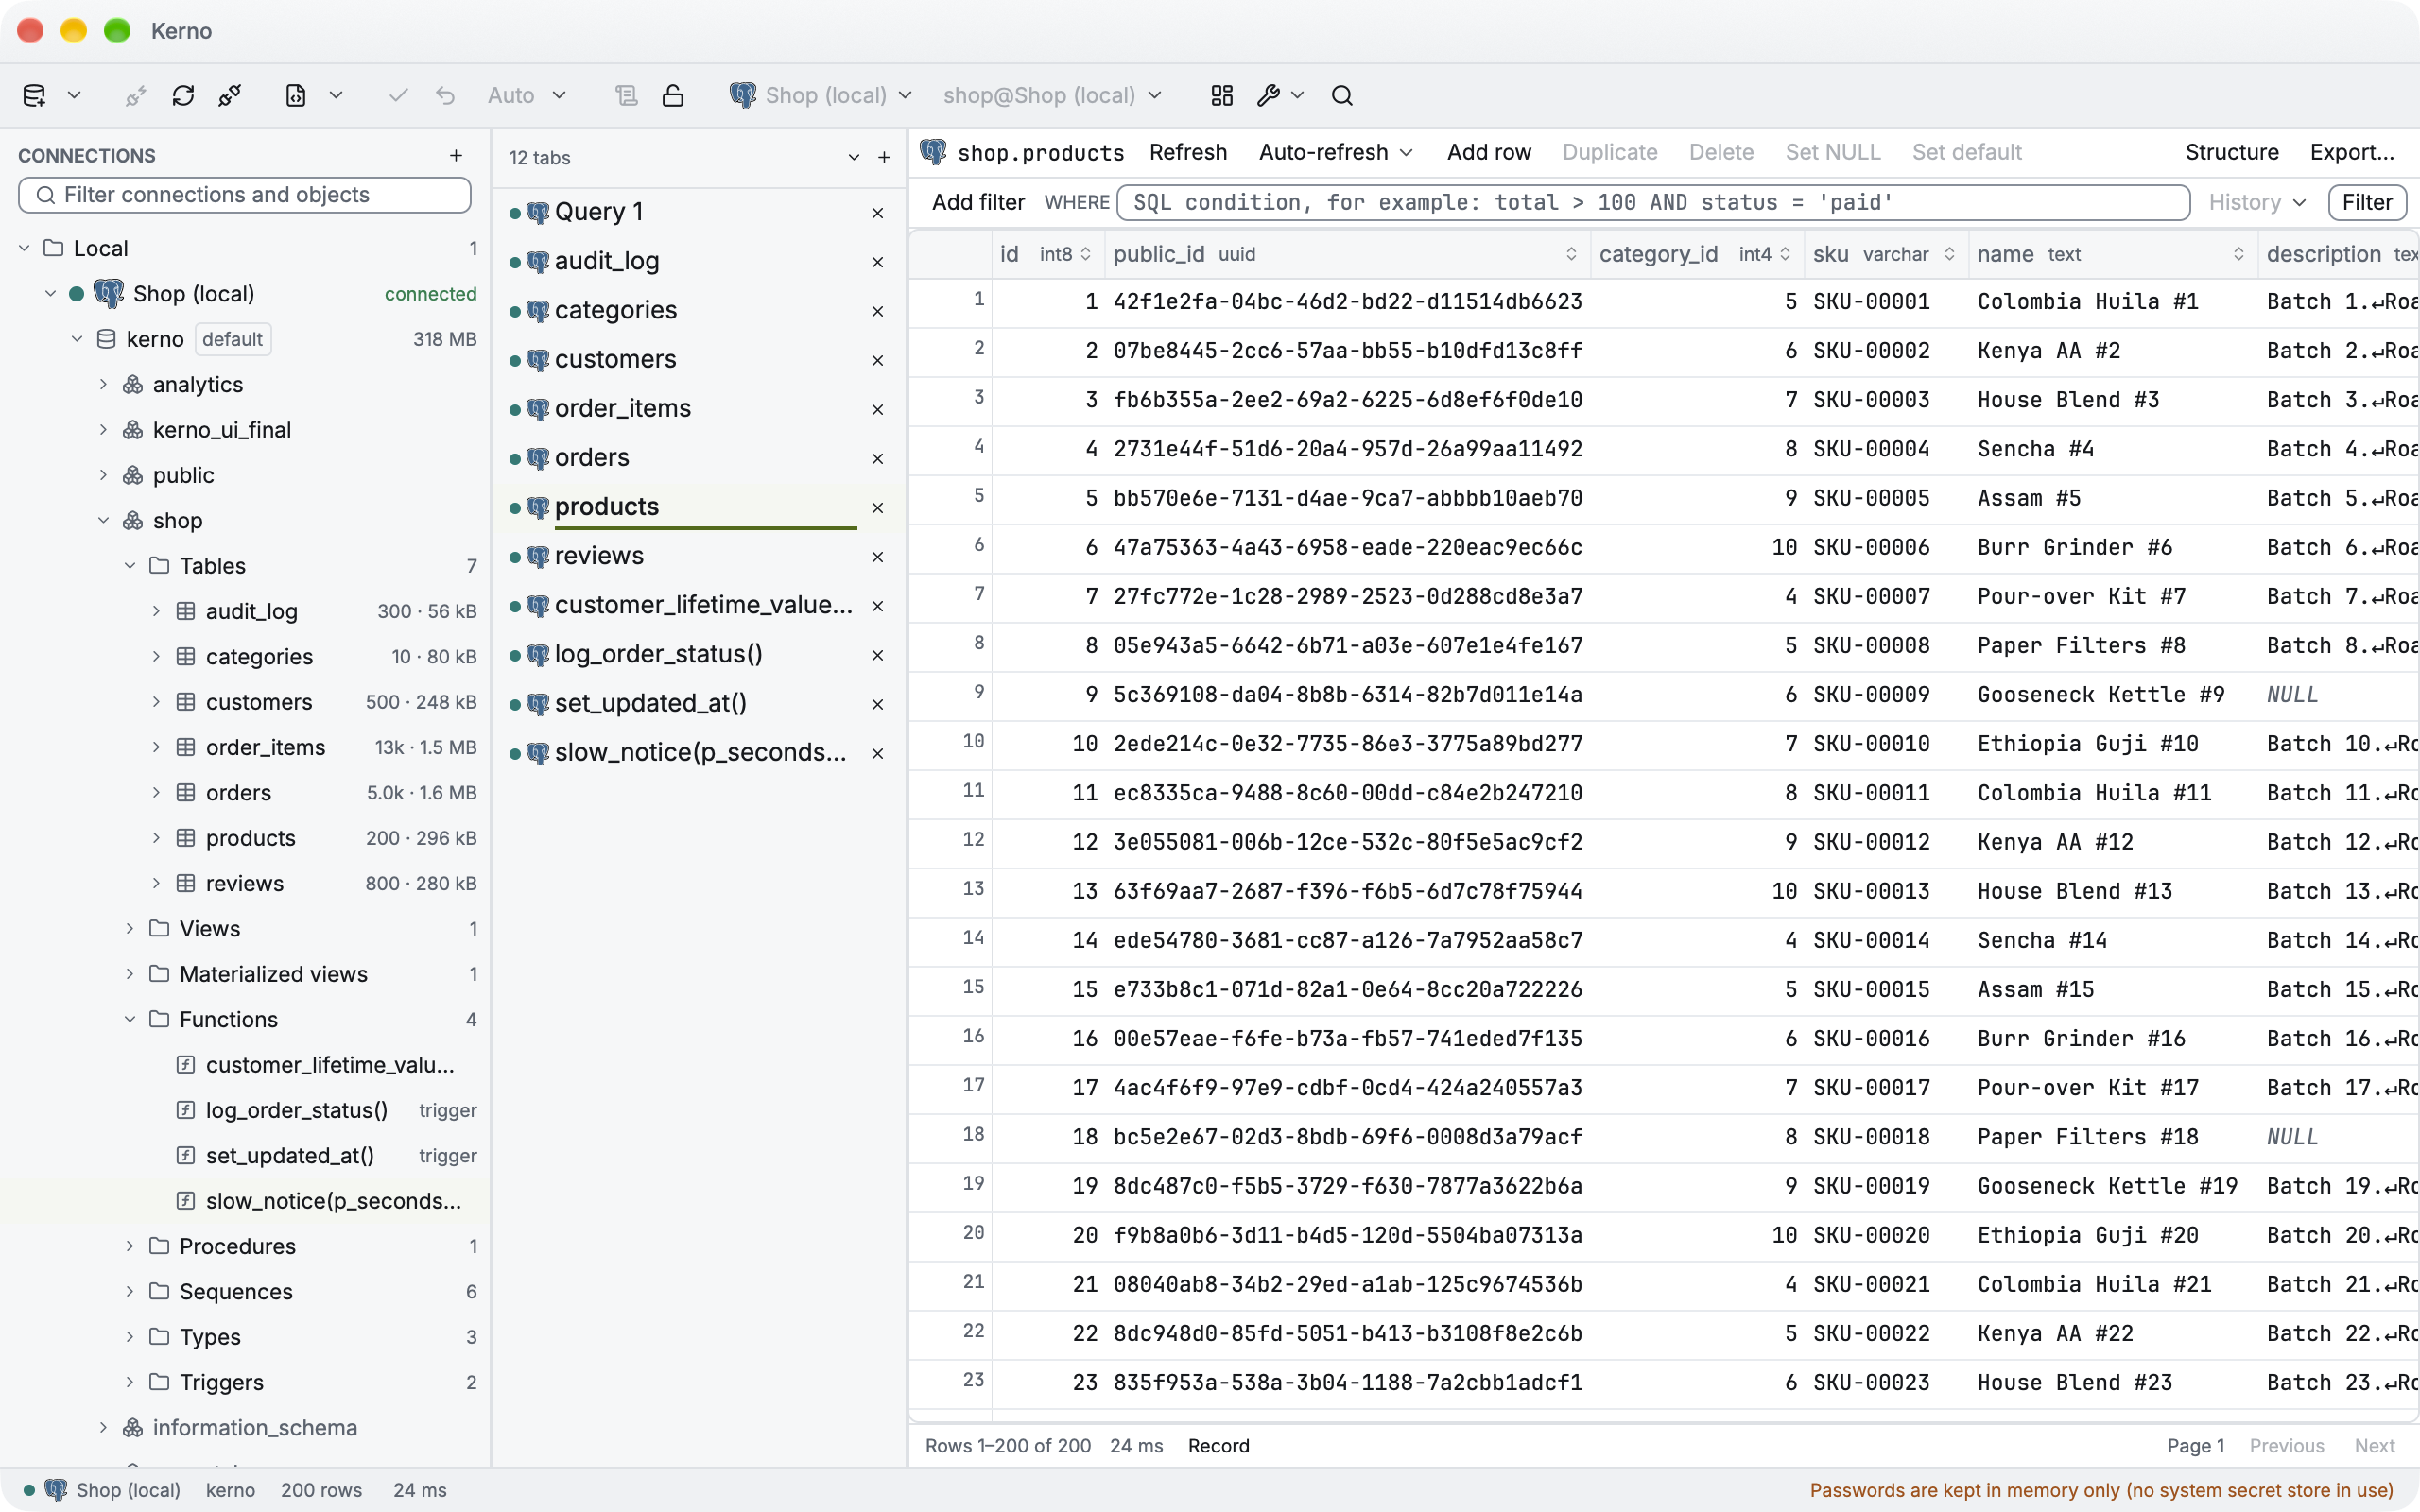 Kerno
Auto
Shop (local)
shop@Shop (local)
CONNECTIONS
Filter connections and objects
Local 1
Shop (local) connected
kerno default 318 MB
analytics
kerno_ui_final
public
shop
Tables 7
audit_log 300 · 56 kB
categories 10 · 80 kB
customers 500 · 248 kB
order_items 13k · 1.5 MB
orders 5.0k · 1.6 MB
products 200 · 296 kB
reviews 800 · 280 kB
Views 1
Materialized views 1
Functions 4
customer_lifetime_valu...
log_order_status() trigger
set_updated_at() trigger
slow_notice(p_seconds...
Procedures 1
Sequences 6
Types 3
Triggers 2
information_schema
12 tabs
Query 1
audit_log
categories
customers
order_items
orders
products
reviews
customer_lifetime_value...
log_order_status()
set_updated_at()
slow_notice(p_seconds...
shop.products Refresh Auto-refresh Add row Duplicate Delete Set NULL Set default Structure Export...
Add filter WHERE SQL condition, for example: total > 100 AND status = 'paid' History Filter
id int8 public_id uuid category_id int4 sku varchar name text description tex
1 1 42f1e2fa-04bc-46d2-bd22-d11514db6623 5 SKU-00001 Colombia Huila #1 Batch 1.↵Roa
2 2 07be8445-2cc6-57aa-bb55-b10dfd13c8ff 6 SKU-00002 Kenya AA #2 Batch 2.↵Roa
3 3 fb6b355a-2ee2-69a2-6225-6d8ef6f0de10 7 SKU-00003 House Blend #3 Batch 3.↵Roa
4 4 2731e44f-51d6-20a4-957d-26a99aa11492 8 SKU-00004 Sencha #4 Batch 4.↵Roa
5 5 bb570e6e-7131-d4ae-9ca7-abbbb10aeb70 9 SKU-00005 Assam #5 Batch 5.↵Roa
6 6 47a75363-4a43-6958-eade-220eac9ec66c 10 SKU-00006 Burr Grinder #6 Batch 6.↵Roa
7 7 27fc772e-1c28-2989-2523-0d288cd8e3a7 4 SKU-00007 Pour-over Kit #7 Batch 7.↵Roa
8 8 05e943a5-6642-6b71-a03e-607e1e4fe167 5 SKU-00008 Paper Filters #8 Batch 8.↵Roa
9 9 5c369108-da04-8b8b-6314-82b7d011e14a 6 SKU-00009 Gooseneck Kettle #9 NULL
10 10 2ede214c-0e32-7735-86e3-3775a89bd277 7 SKU-00010 Ethiopia Guji #10 Batch 10.↵Ro
11 11 ec8335ca-9488-8c60-00dd-c84e2b247210 8 SKU-00011 Colombia Huila #11 Batch 11.↵Ro
12 12 3e055081-006b-12ce-532c-80f5e5ac9cf2 9 SKU-00012 Kenya AA #12 Batch 12.↵Ro
13 13 63f69aa7-2687-f396-f6b5-6d7c78f75944 10 SKU-00013 House Blend #13 Batch 13.↵Ro
14 14 ede54780-3681-cc87-a126-7a7952aa58c7 4 SKU-00014 Sencha #14 Batch 14.↵Ro
15 15 e733b8c1-071d-82a1-0e64-8cc20a722226 5 SKU-00015 Assam #15 Batch 15.↵Ro
16 16 00e57eae-f6fe-b73a-fb57-741eded7f135 6 SKU-00016 Burr Grinder #16 Batch 16.↵Ro
17 17 4ac4f6f9-97e9-cdbf-0cd4-424a240557a3 7 SKU-00017 Pour-over Kit #17 Batch 17.↵Ro
18 18 bc5e2e67-02d3-8bdb-69f6-0008d3a79acf 8 SKU-00018 Paper Filters #18 NULL
19 19 8dc487c0-f5b5-3729-f630-7877a3622b6a 9 SKU-00019 Gooseneck Kettle #19 Batch 19.↵Ro
20 20 f9b8a0b6-3d11-b4d5-120d-5504ba07313a 10 SKU-00020 Ethiopia Guji #20 Batch 20.↵Ro
21 21 08040ab8-34b2-29ed-a1ab-125c9674536b 4 SKU-00021 Colombia Huila #21 Batch 21.↵Ro
22 22 8dc948d0-85fd-5051-b413-b3108f8e2c6b 5 SKU-00022 Kenya AA #22 Batch 22.↵Ro
23 23 835f953a-538a-3b04-1188-7a2cbb1adcf1 6 SKU-00023 House Blend #23 Batch 23.↵Ro
Rows 1–200 of 200 24 ms Record Page 1 Previous Next
Shop (local) kerno 200 rows 24 ms Passwords are kept in memory only (no system secret store in use)